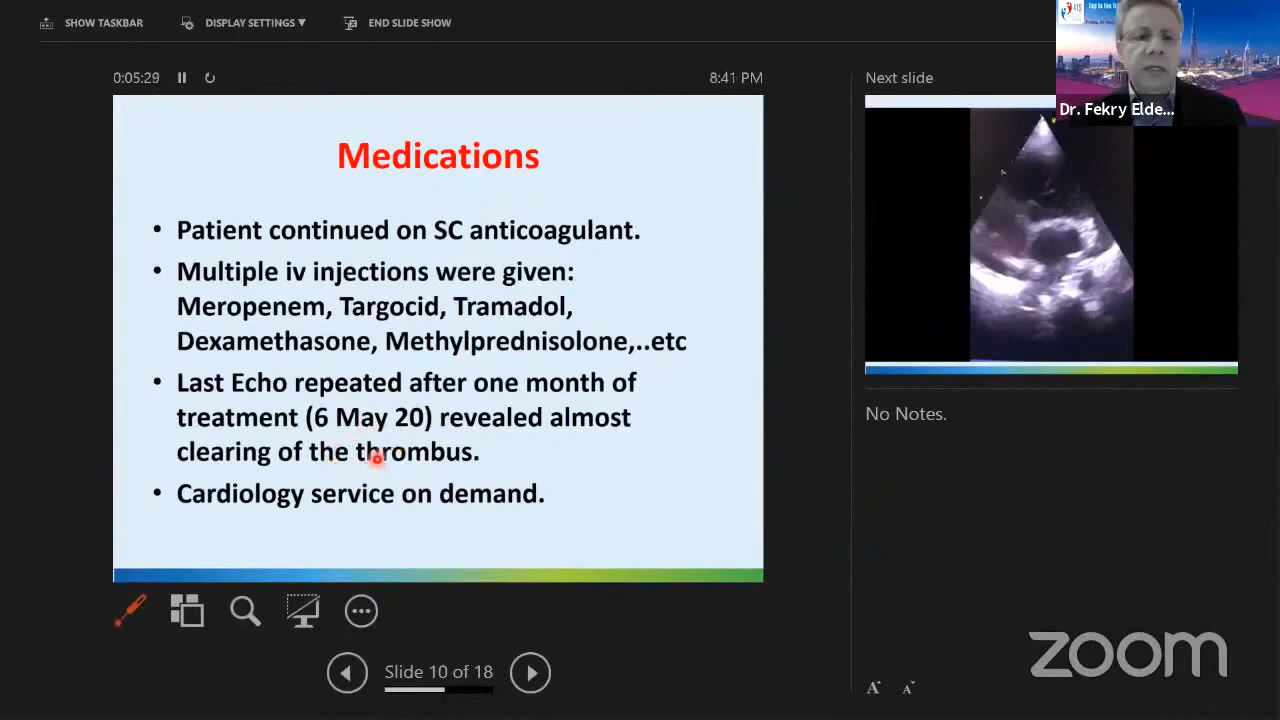 SHOW TASKBAR
DISPLAY SETTINGS ▼
END SLIDE SHOW
0:05:29
8:41 PM
Next slide
Dr. Fekry Elde...
Medications
• Patient continued on SC anticoagulant.
• Multiple iv injections were given:
Meropenem, Targocid, Tramadol,
Dexamethasone, Methylprednisolone,..etc
• Last Echo repeated after one month of
treatment (6 May 20) revealed almost
clearing of the thrombus.
• Cardiology service on demand.
No Notes.
Slide 10 of 18
A A
zoom